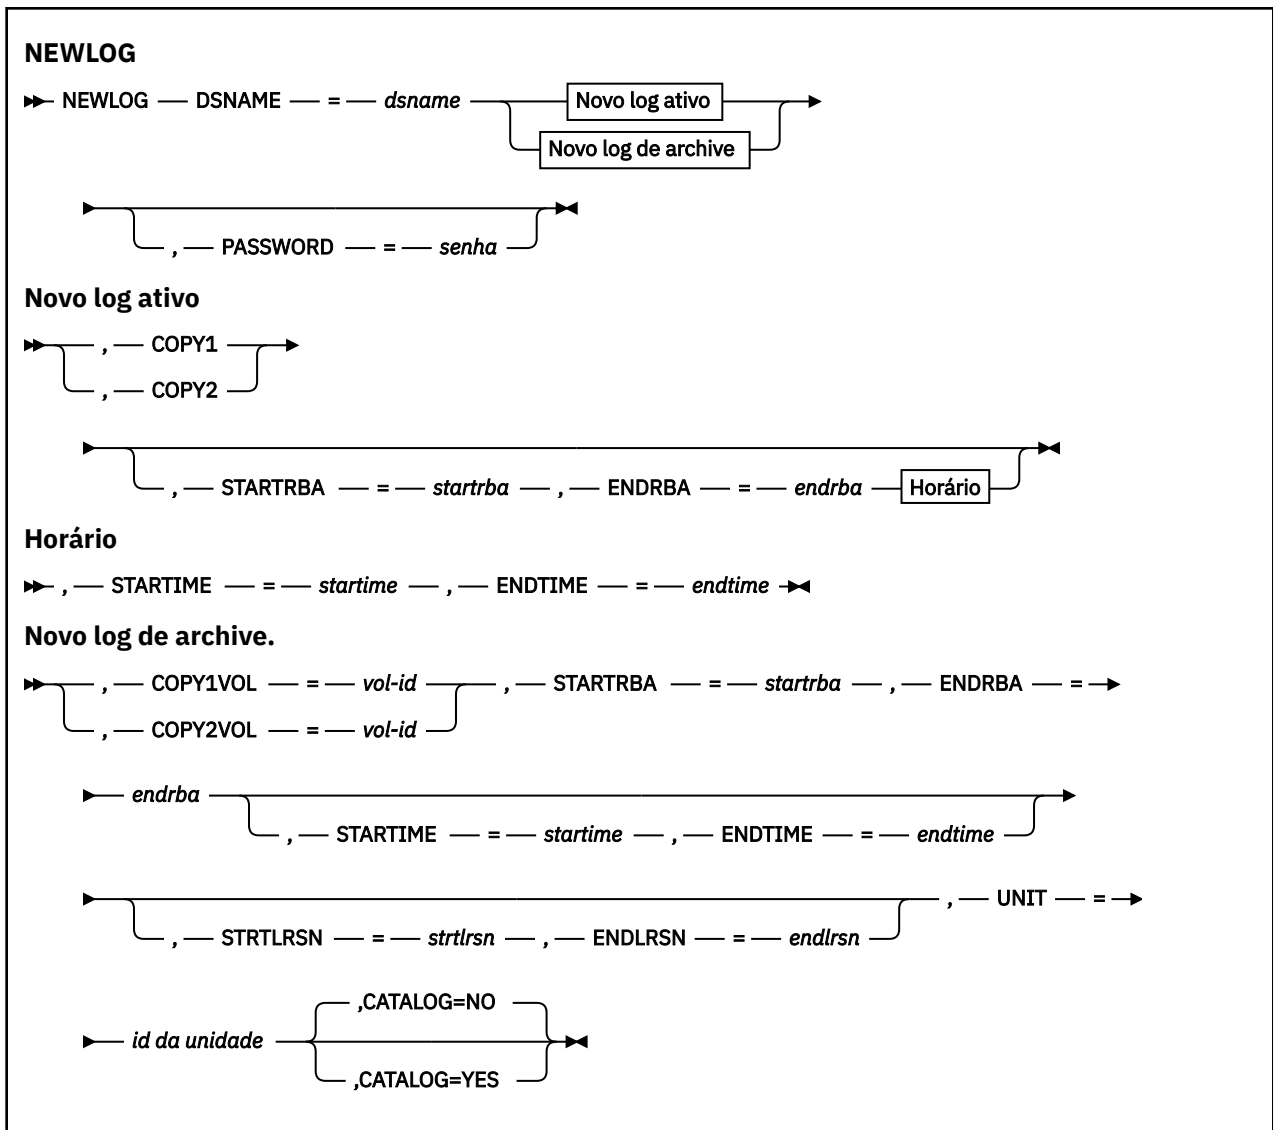 NEWLOG
NEWLOG DSNAME = dsname Novo log ativo
Novo log de archive
, PASSWORD = senha
Novo log ativo
, COPY1
, COPY2
, STARTRBA = startrba , ENDRBA = endrba Horário
Horário
, STARTIME = startime , ENDTIME = endtime
Novo log de archive.
, COPY1VOL = vol-id , STARTRBA = startrba , ENDRBA =
, COPY2VOL = vol-id
endrba
, STARTIME = startime , ENDTIME = endtime
, UNIT =
, STRTLRSN = strtlrsn , ENDLRSN = endlrsn
,CATALOG=NO
id da unidade
,CATALOG=YES